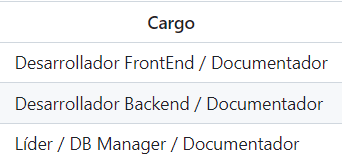 Cargo
Desarrollador FrontEnd / Documentador
Desarrollador Backend / Documentador
Líder / DB Manager / Documentador